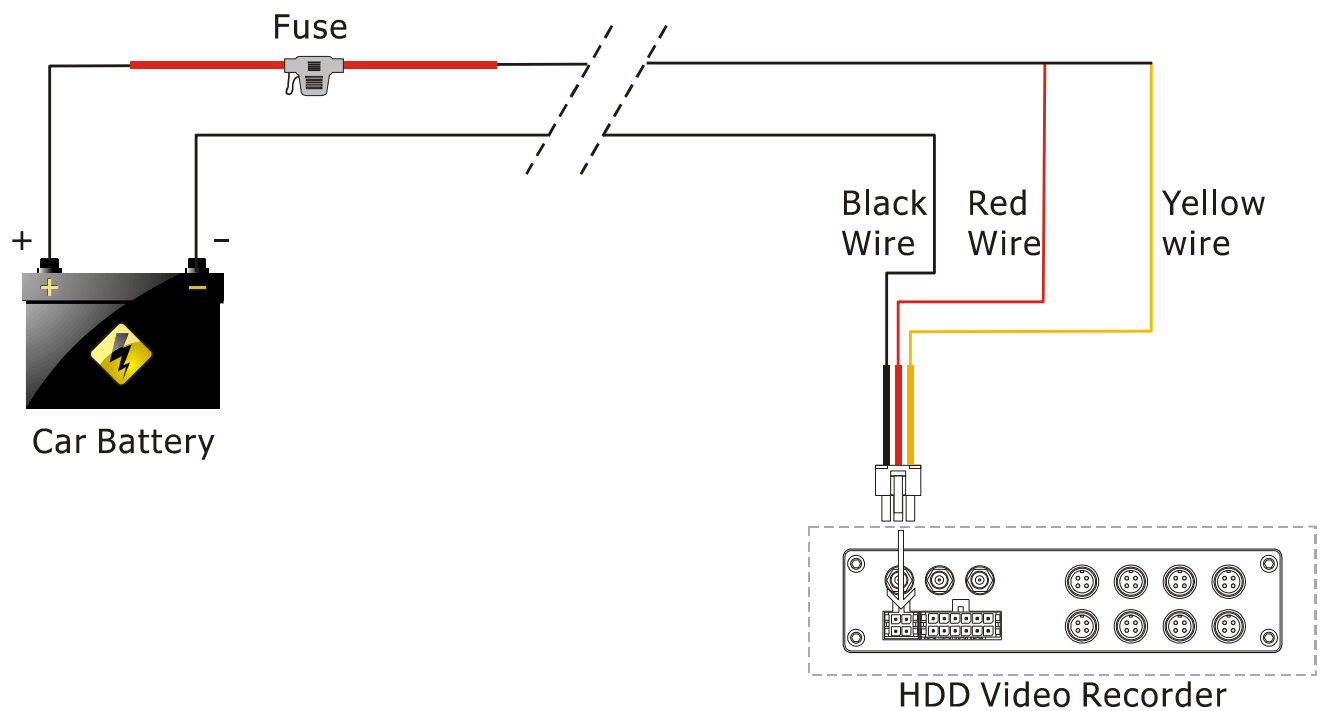 Fuse
Black
Wire
Red
Wire
Yellow
wire
+
−
+
−
Car Battery
HDD Video Recorder